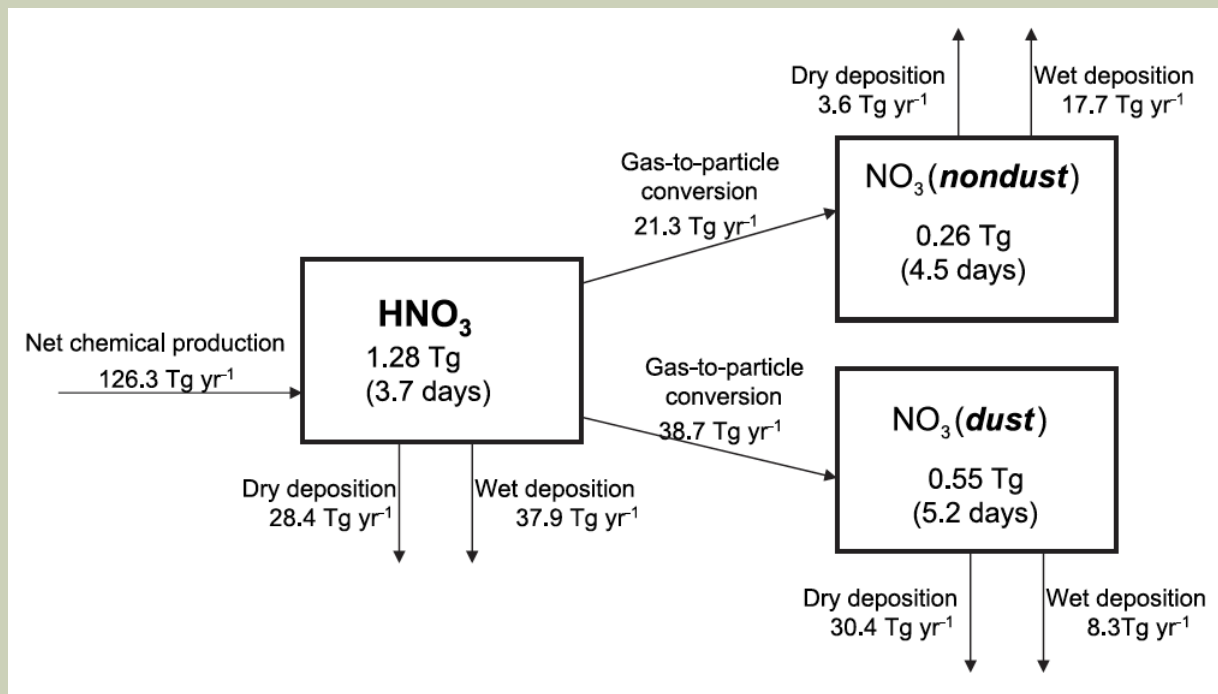 Dry deposition
3.6 Tg yr⁻¹
Wet deposition
17.7 Tg yr⁻¹
Gas-to-particle
conversion
21.3 Tg yr⁻¹
NO₃(nondust)
0.26 Tg
(4.5 days)
Net chemical production
126.3 Tg yr⁻¹
HNO₃
1.28 Tg
(3.7 days)
Gas-to-particle
conversion
38.7 Tg yr⁻¹
NO₃(dust)
0.55 Tg
(5.2 days)
Dry deposition
28.4 Tg yr⁻¹
Wet deposition
37.9 Tg yr⁻¹
Dry deposition
30.4 Tg yr⁻¹
Wet deposition
8.3Tg yr⁻¹